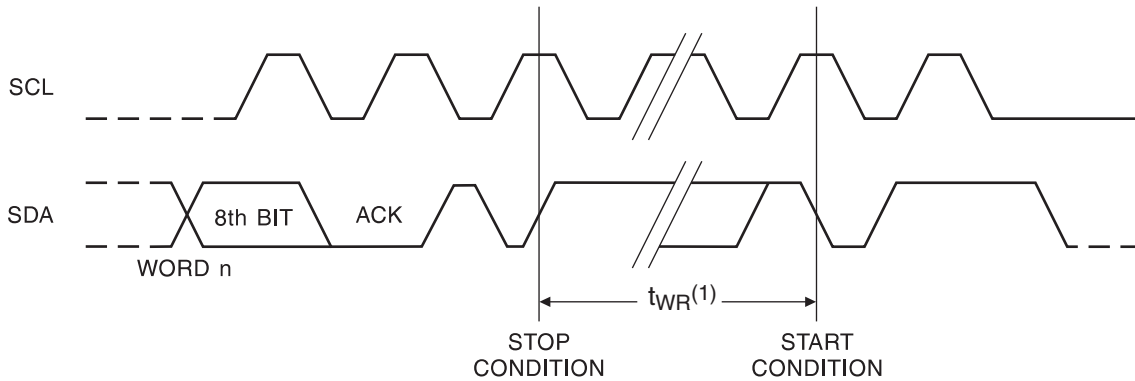 SCL
SDA
8th BIT
ACK
WORD n
tWR(1)
STOP
CONDITION
START
CONDITION